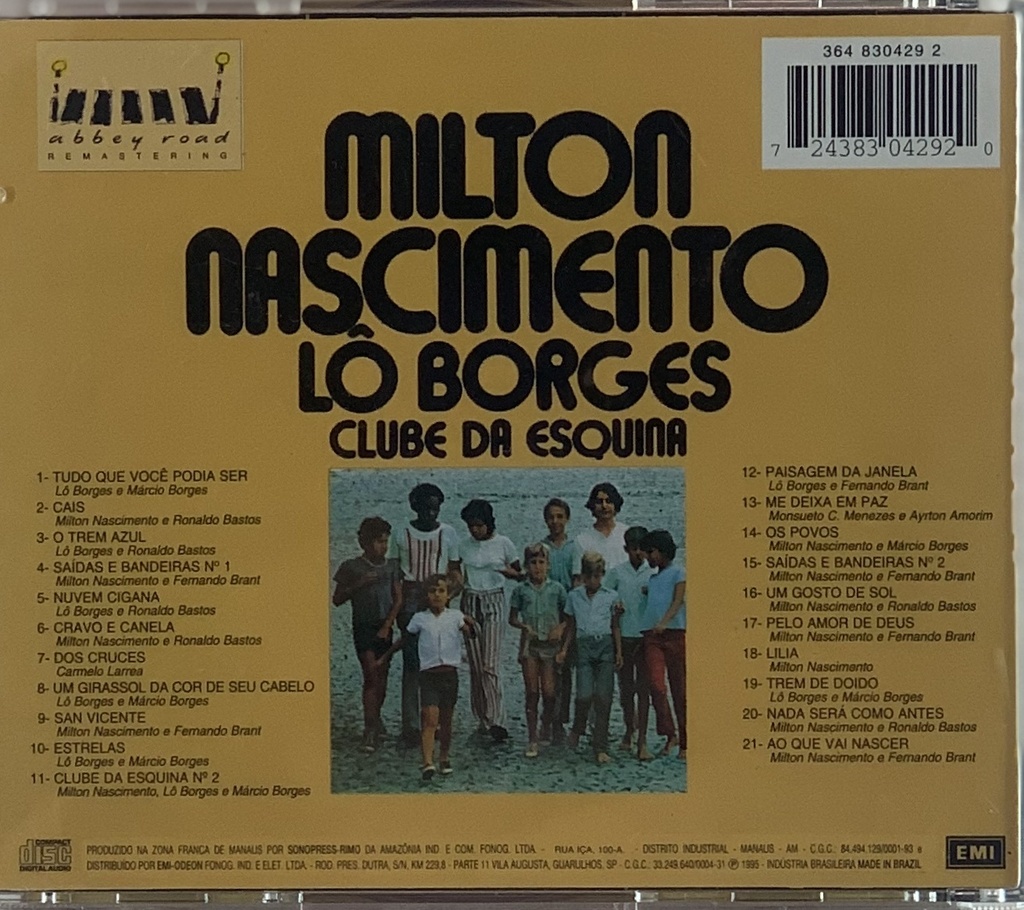 abbey road
REMASTERING
364 830429 2
7 24383 04292 0
MILTON
NASCIMENTO
LÔ BORGES
CLUBE DA ESQUINA
1- TUDO QUE VOCÊ PODIA SER
Lô Borges e Márcio Borges
2- CAIS
Milton Nascimento e Ronaldo Bastos
3- O TREM AZUL
Lô Borges e Ronaldo Bastos
4- SAÍDAS E BANDEIRAS Nº 1
Milton Nascimento e Fernando Brant
5- NUVEM CIGANA
Lô Borges e Ronaldo Bastos
6- CRAVO E CANELA
Milton Nascimento e Ronaldo Bastos
7- DOS CRUCES
Carmelo Larrea
8- UM GIRASSOL DA COR DE SEU CABELO
Lô Borges e Márcio Borges
9- SAN VICENTE
Milton Nascimento e Fernando Brant
10- ESTRELAS
Lô Borges e Márcio Borges
11- CLUBE DA ESQUINA Nº 2
Milton Nascimento, Lô Borges e Márcio Borges
12- PAISAGEM DA JANELA
Lô Borges e Fernando Brant
13- ME DEIXA EM PAZ
Monsueto C. Menezes e Ayrton Amorim
14- OS POVOS
Milton Nascimento e Márcio Borges
15- SAÍDAS E BANDEIRAS Nº 2
Milton Nascimento e Fernando Brant
16- UM GOSTO DE SOL
Milton Nascimento e Ronaldo Bastos
17- PELO AMOR DE DEUS
Milton Nascimento e Fernando Brant
18- LILIA
Milton Nascimento
19- TREM DE DOIDO
Lô Borges e Márcio Borges
20- NADA SERÁ COMO ANTES
Milton Nascimento e Ronaldo Bastos
21- AO QUE VAI NASCER
Milton Nascimento e Fernando Brant
COMPACT
disc
DIGITAL AUDIO
PRODUZIDO NA ZONA FRANCA DE MANAUS POR SONOPRESS-RIMO DA AMAZÔNIA IND. E COM. FONOG. LTDA. - RUA IÇA, 100-A. - DISTRITO INDUSTRIAL - MANAUS - AM - C.G.C.: 84.494.129/0001-93 e
DISTRIBUÍDO POR EMI-ODEON FONOG. IND. E ELET. LTDA. - ROD. PRES. DUTRA, S/N, KM 229,8 - PARTE 11 VILA AUGUSTA, GUARULHOS, SP - C.G.C. 33.249.640/0004-31 ℗ 1995 - INDÚSTRIA BRASILEIRA MADE IN BRAZIL
EMI